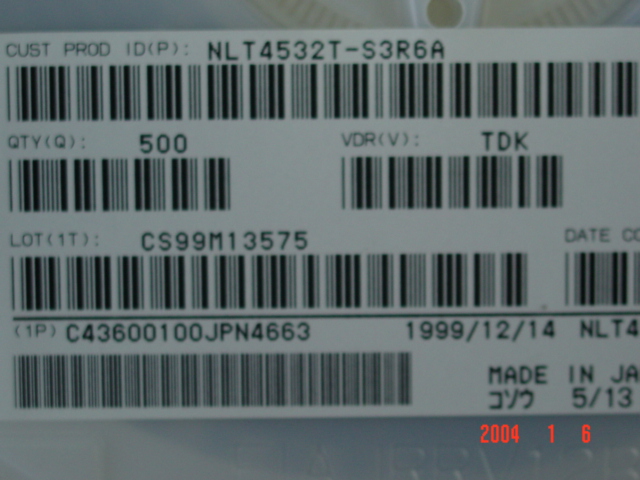 CUST PROD ID(P): NLT4532T-S3R6A
QTY(Q): 500 VDR(V): TDK
LOT(1T): CS99M13575 DATE CO
(1P) C43600100JPN4663 1999/12/14 NLT4
MADE IN JA
コソウ 5/13
2004 1 6